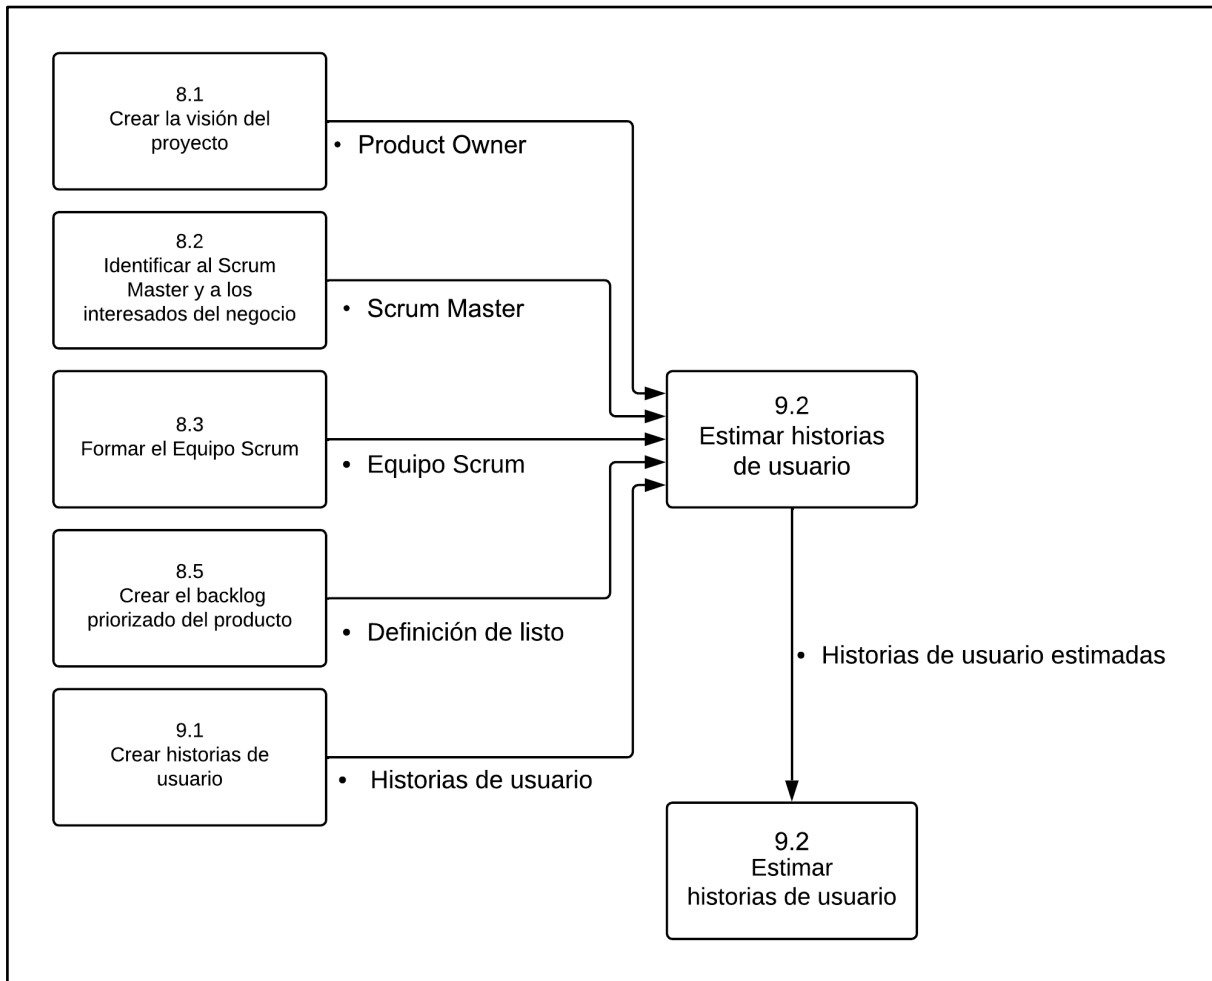 8.1
Crear la visión del
proyecto
• Product Owner
8.2
Identificar al Scrum
Master y a los
interesados del negocio
• Scrum Master
8.3
Formar el Equipo Scrum
• Equipo Scrum
8.5
Crear el backlog
priorizado del producto
• Definición de listo
9.1
Crear historias de
usuario
• Historias de usuario
9.2
Estimar historias
de usuario
• Historias de usuario estimadas
9.2
Estimar
historias de usuario